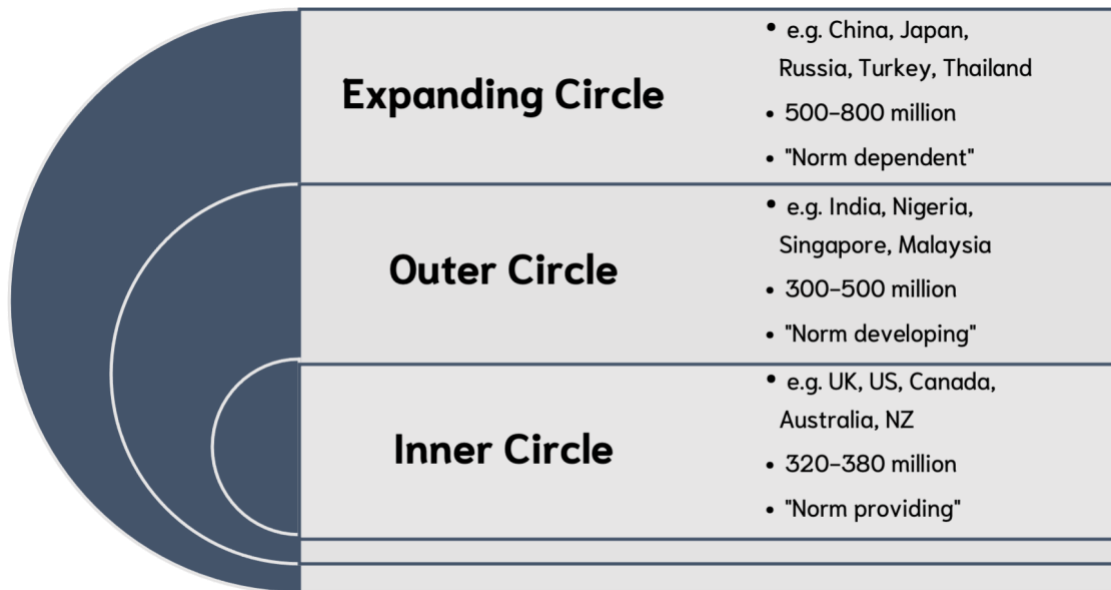 Expanding Circle
• e.g. China, Japan,
Russia, Turkey, Thailand
• 500–800 million
• "Norm dependent"
Outer Circle
• e.g. India, Nigeria,
Singapore, Malaysia
• 300–500 million
• "Norm developing"
Inner Circle
• e.g. UK, US, Canada,
Australia, NZ
• 320–380 million
• "Norm providing"